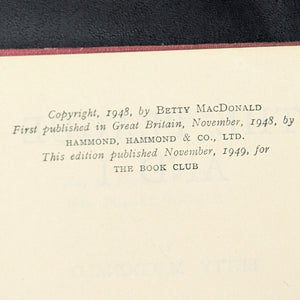 Copyright, 1948, by BETTY MACDONALD
First published in Great Britain, November, 1948, by
HAMMOND, HAMMOND & CO., LTD.
This edition published November, 1949, for
THE BOOK CLUB